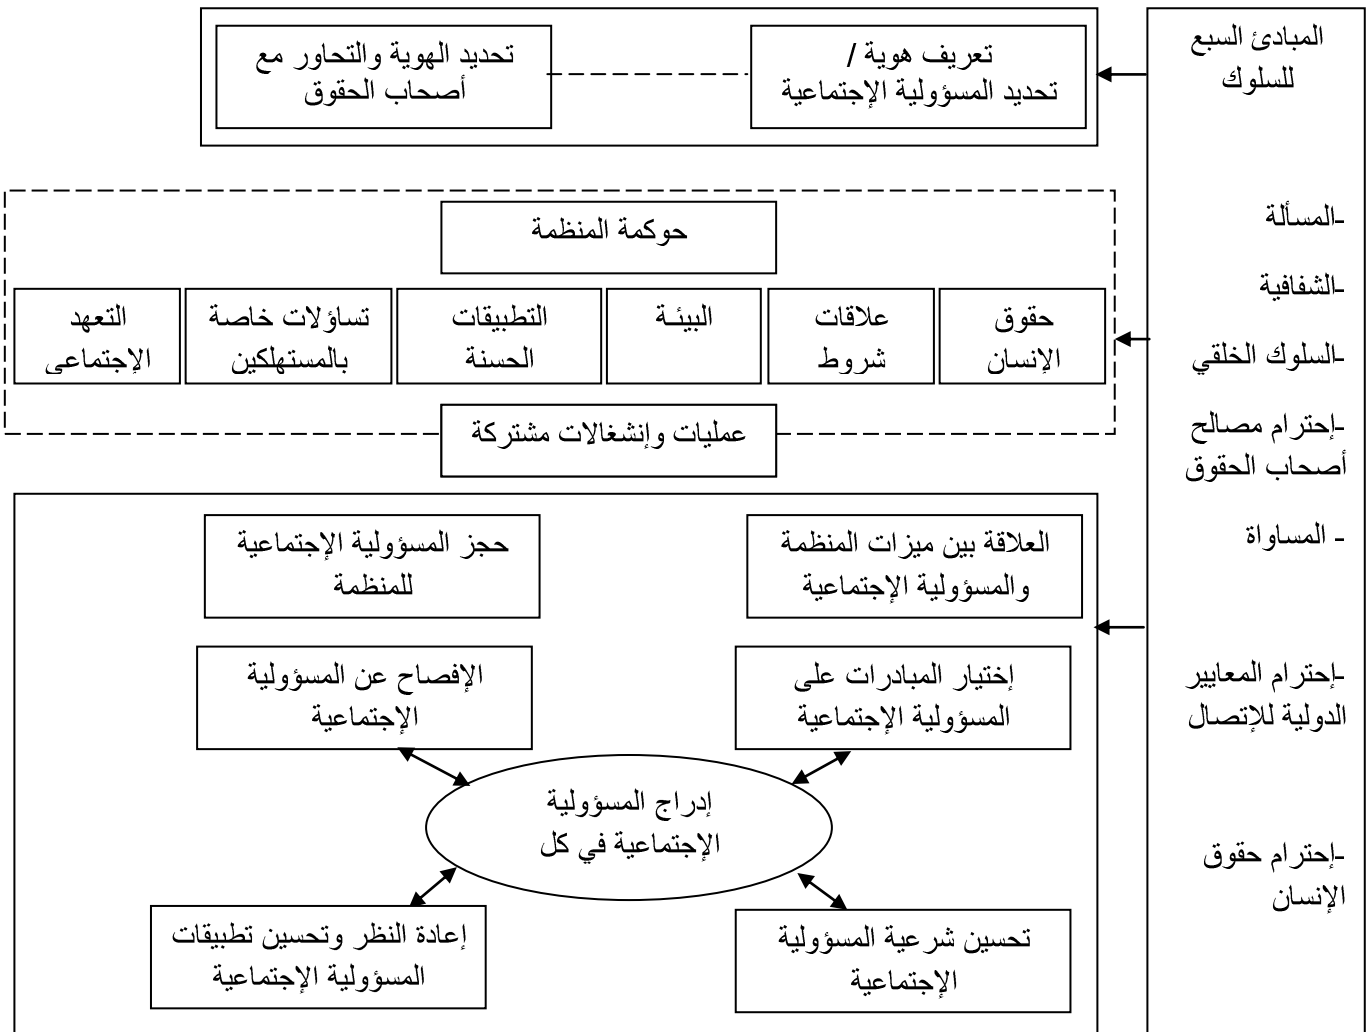 المبادئ السبع
للسلوك
-المسألة
-الشفافية
-السلوك الخلقي
-إحترام مصالح
أصحاب الحقوق
- المساواة
-إحترام المعايير
الدولية للإتصال
-إحترام حقوق
الإنسان
تعريف هوية /
تحديد المسؤولية الإجتماعية
تحديد الهوية والتحاور مع
أصحاب الحقوق
حوكمة المنظمة
حقوق
الإنسان
علاقات
شروط
البيئـة
التطبيقات
الحسنة
تساؤلات خاصة
بالمستهلكين
التعهد
الإجتماعي
عمليات وإنشغالات مشتركة
العلاقة بين ميزات المنظمة
والمسؤولية الإجتماعية
حجز المسؤولية الإجتماعية
للمنظمة
إختيار المبادرات على
المسؤولية الإجتماعية
الإفصاح عن المسؤولية
الإجتماعية
إدراج المسؤولية
الإجتماعية في كل
تحسين شرعية المسؤولية
الإجتماعية
إعادة النظر وتحسين تطبيقات
المسؤولية الإجتماعية